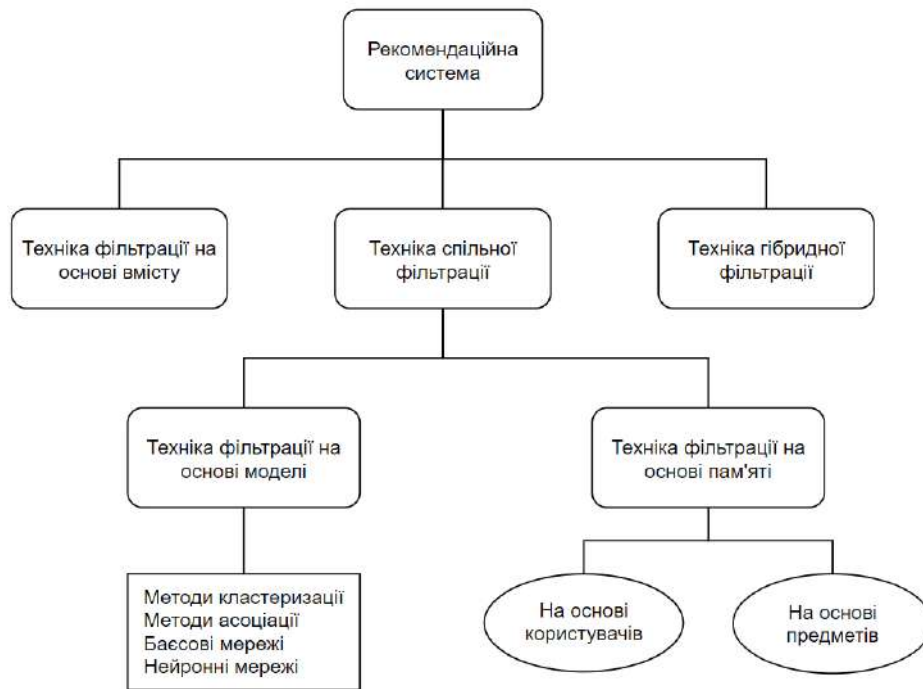 Рекомендаційна
система
Техніка фільтрації на
основі вмісту
Техніка спільної
фільтрації
Техніка гібридної
фільтрації
Техніка фільтрації на
основі моделі
Техніка фільтрації на
основі пам'яті
Методи кластеризації
Методи асоціації
Баєсові мережі
Нейронні мережі
На основі
користувачів
На основі
предметів